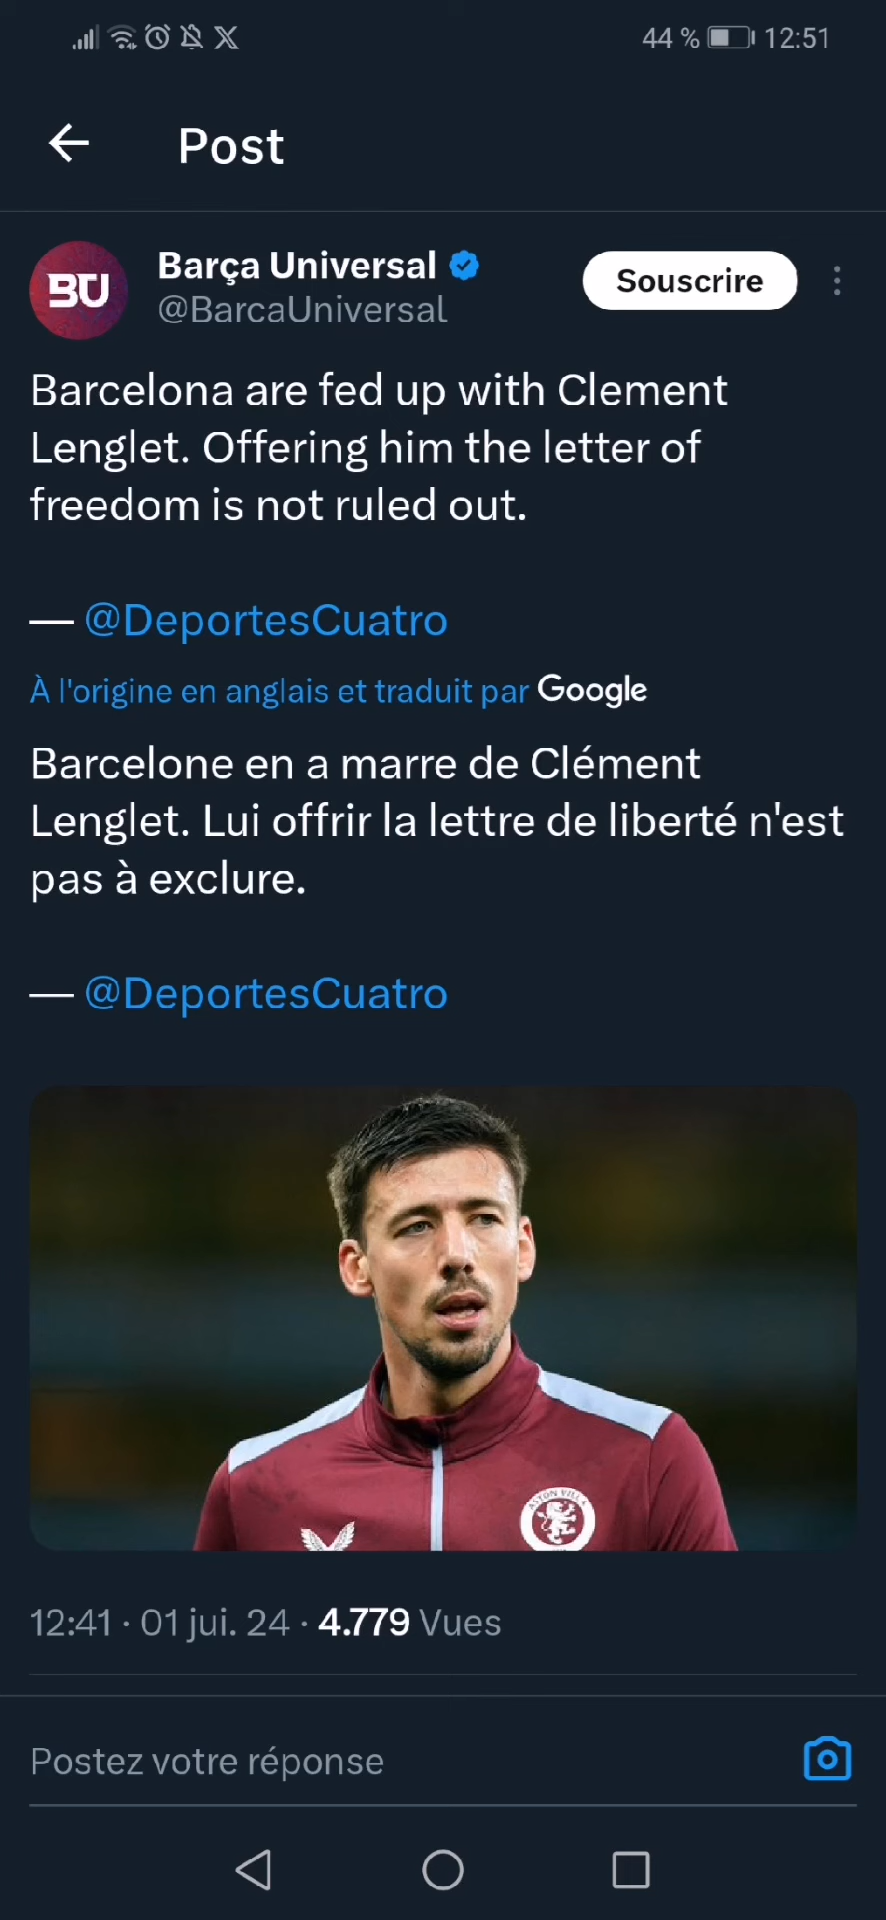 44 % 12:51
Post
BU
Barça Universal
@BarcaUniversal
Souscrire
Barcelona are fed up with Clement
Lenglet. Offering him the letter of
freedom is not ruled out.
— @DeportesCuatro
À l'origine en anglais et traduit par Google
Barcelone en a marre de Clément
Lenglet. Lui offrir la lettre de liberté n'est
pas à exclure.
— @DeportesCuatro
ASTON VILLA
12:41 · 01 jui. 24 · 4.779 Vues
Postez votre réponse